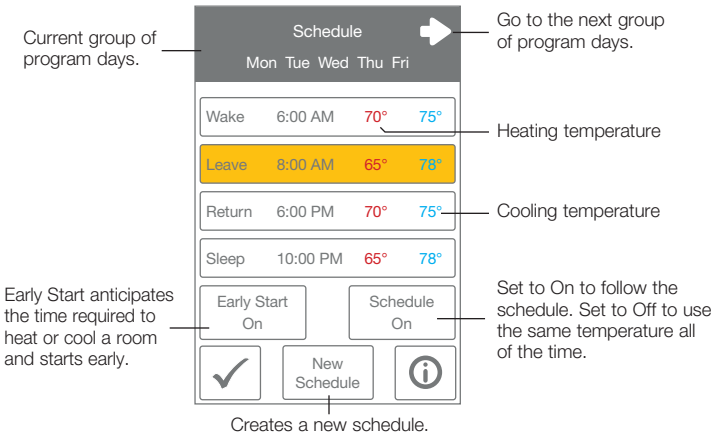 Current group of
program days.
Schedule
Mon Tue Wed Thu Fri
Go to the next group
of program days.
Wake 6:00 AM 70° 75°
Heating temperature
Leave 8:00 AM 65° 78°
Return 6:00 PM 70° 75°
Cooling temperature
Sleep 10:00 PM 65° 78°
Early Start anticipates
the time required to
heat or cool a room
and starts early.
Early Start
On
Schedule
On
Set to On to follow the
schedule. Set to Off to use
the same temperature all
of the time.
New
Schedule
Creates a new schedule.